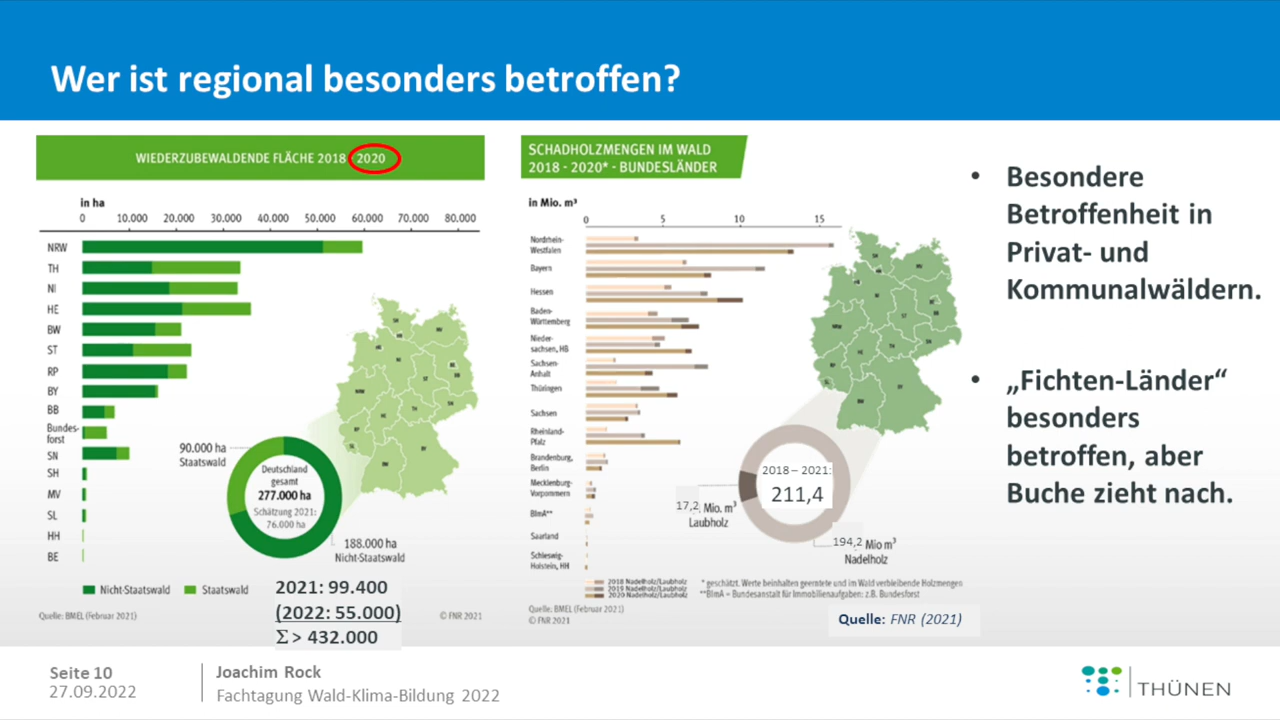 Wer ist regional besonders betroffen?
WIEDERZUBEWALDENDE FLÄCHE 2018 - 2020
in ha
0 10.000 20.000 30.000 40.000 50.000 60.000 70.000 80.000
NRW
TH
NI
HE
BW
ST
RP
BY
BB
Bundes-
forst
SN
SH
MV
SL
HH
BE
90.000 ha
Staatswald
Deutschland
gesamt
277.000 ha
Schätzung 2021:
76.000 ha
188.000 ha
Nicht-Staatswald
Nicht-Staatswald Staatswald
Quelle: BMEL (Februar 2021)
© FNR 2021
2021: 99.400
(2022: 55.000)
Σ > 432.000
SCHADHOLZMENGEN IM WALD
2018 - 2020* - BUNDESLÄNDER
in Mio. m³
0 5 10 15
Nordrhein-
Westfalen
Bayern
Hessen
Baden-
Württemberg
Nieder-
sachsen, HB
Sachsen-
Anhalt
Thüringen
Sachsen
Rheinland-
Pfalz
Brandenburg,
Berlin
Mecklenburg-
Vorpommern
BImA**
Saarland
Schleswig-
Holstein, HH
2018 – 2021:
211,4
17,2 Mio. m³
Laubholz
194,2 Mio m³
Nadelholz
2018 Nadelholz/Laubholz
2019 Nadelholz/Laubholz
2020 Nadelholz/Laubholz
* geschätzt. Werte beinhalten geerntete und im Wald verbleibende Holzmengen
**BImA = Bundesanstalt für Immobilienaufgaben: z.B. Bundesforst
Quelle: BMEL (Februar 2021)
© FNR 2021
Quelle: FNR (2021)
• Besondere
Betroffenheit in
Privat- und
Kommunalwäldern.
• „Fichten-Länder“
besonders
betroffen, aber
Buche zieht nach.
Seite 10
27.09.2022
Joachim Rock
Fachtagung Wald-Klima-Bildung 2022
THÜNEN